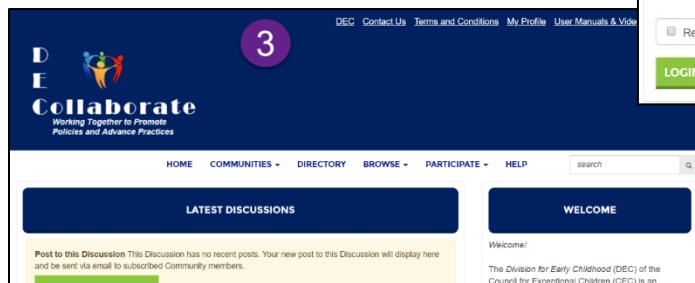 DEC Contact Us Terms and Conditions My Profile User Manuals & Vide
3
D
E
Collaborate
Working Together to Promote
Policies and Advance Practices
LOGIN
HOME COMMUNITIES DIRECTORY BROWSE PARTICIPATE HELP search
LATEST DISCUSSIONS
Post to this Discussion This Discussion has no recent posts. Your new post to this Discussion will display here
and be sent via email to subscribed Community members.
WELCOME
Welcome!
The Division for Early Childhood (DEC) of the
Council for Exceptional Children (CEC) is an